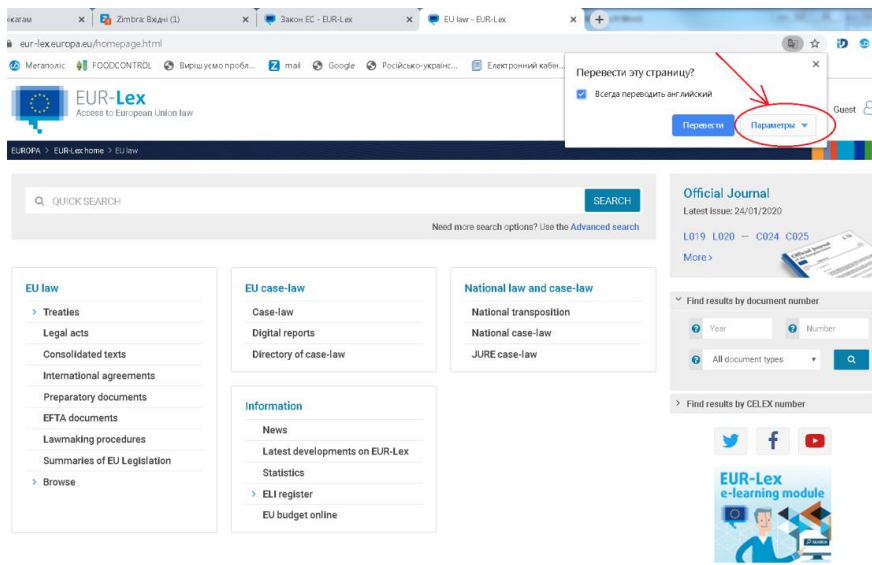 Zimbra: Вхідні (1)
Закон ЕС - EUR-Lex
EU law - EUR-Lex
eur-lex.europa.eu/homepage.html
Мегаполіс
FOODCONTROL
Вирішуємо пробл...
Z mail
Google
Російсько-українс...
Електронний кабін...
Перевести эту страницу?
Всегда переводить английский
Перевести
Параметры
EUR-Lex
Access to European Union law
Guest
EUROPA > EUR-Lex home > EU law
QUICK SEARCH
SEARCH
Need more search options? Use the Advanced search
Official Journal
Latest issue: 24/01/2020
L019 L020 — C024 C025
More >
EU law
Treaties
Legal acts
Consolidated texts
International agreements
Preparatory documents
EFTA documents
Lawmaking procedures
Summaries of EU Legislation
Browse
EU case-law
Case-law
Digital reports
Directory of case-law
Information
News
Latest developments on EUR-Lex
Statistics
ELI register
EU budget online
National law and case-law
National transposition
National case-law
JURE case-law
Find results by document number
Year
Number
All document types
Find results by CELEX number
EUR-Lex
e-learning module
SEARCH